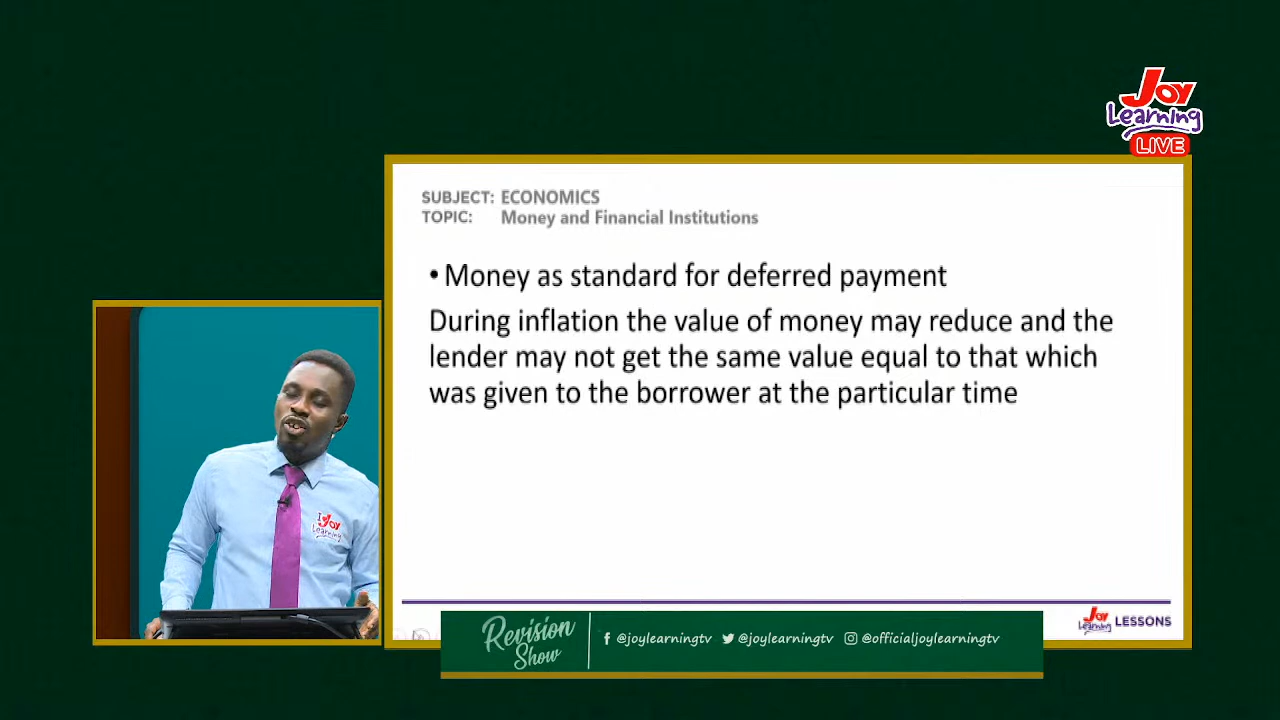 Joy
Learning
LIVE
SUBJECT: ECONOMICS
TOPIC: Money and Financial Institutions
• Money as standard for deferred payment
During inflation the value of money may reduce and the
lender may not get the same value equal to that which
was given to the borrower at the particular time
I Joy
Learning
Joy
Learning LESSONS
Revision
Show
@joylearningtv @joylearningtv @officialjoylearningtv